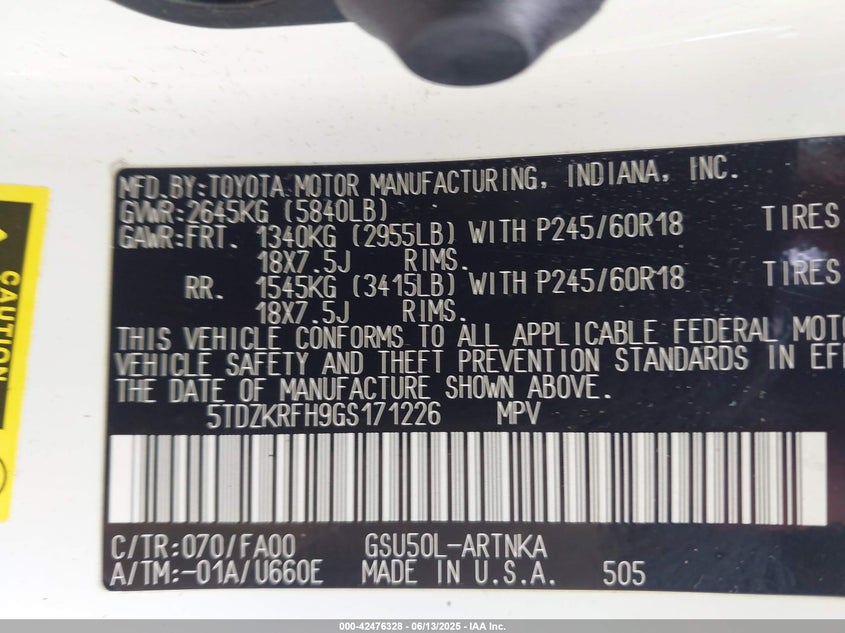 MFD.BY:TOYOTA MOTOR MANUFACTURING, INDIANA, INC.
GVWR:2645KG (5840LB)
GAWR:FRT. 1340KG (2955LB) WITH P245/60R18 TIRES
18X7.5J RIMS.
RR. 1545KG (3415LB) WITH P245/60R18 TIRES
18X7.5J RIMS.
THIS VEHICLE CONFORMS TO ALL APPLICABLE FEDERAL MOTO
VEHICLE SAFETY AND THEFT PREVENTION STANDARDS IN EFF
THE DATE OF MANUFACTURE SHOWN ABOVE.
5TDZKRFH9GS171226 MPV
C/TR:070/FA00 GSU50L-ARTNKA
A/TM:-01A/U660E MADE IN U.S.A. 505
CAUTION
000-42476328 - 06/13/2025 - IAA Inc.